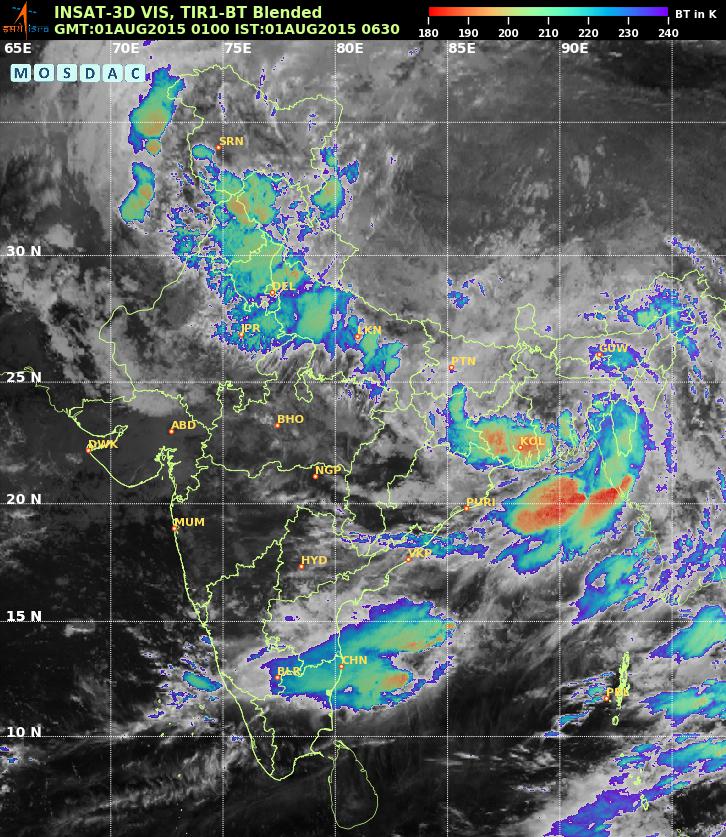 INSAT-3D VIS, TIR1-BT Blended
GMT:01AUG2015 0100 IST:01AUG2015 0630
BT in K
180 190 200 210 220 230 240
65E 70E 75E 80E 85E 90E
MOSDAC
SRN
30 N
DEL
JPR LKN
GUW
PTN
25 N
ABD BHO
KOL
DWK
NGP
20 N
PURI
MUM
VKP
HYD
15 N
CHN
BLR
10 N